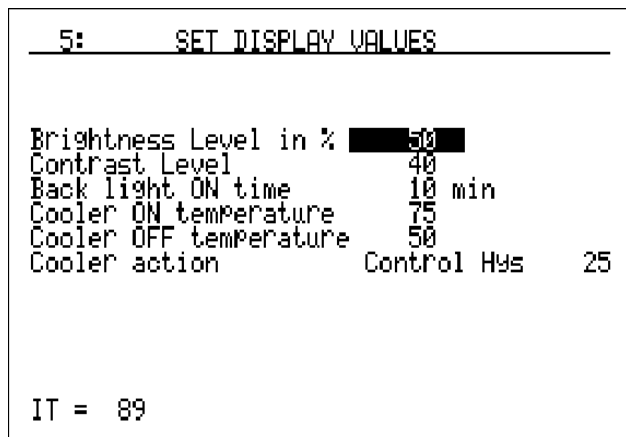 5: SET DISPLAY VALUES
Brightness Level in % 50
Contrast Level 40
Back light ON time 10 min
Cooler ON temperature 75
Cooler OFF temperature 50
Cooler action Control Hys 25
IT = 89